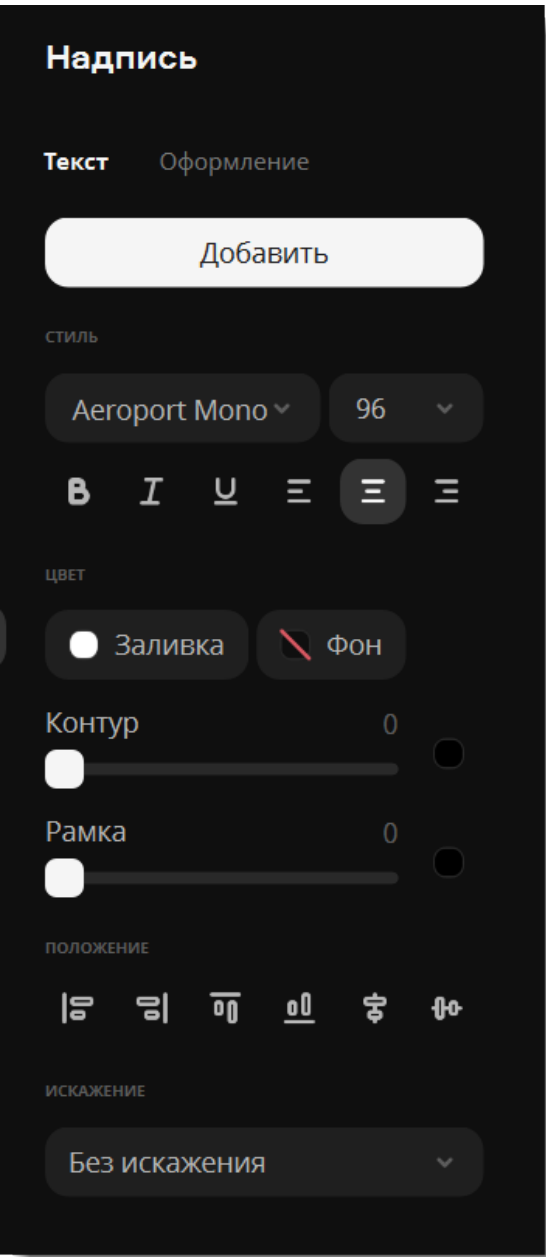 Надпись
Текст Оформление
Добавить
СТИЛЬ
Aeroport Mono 96
B I U
ЦВЕТ
Заливка Фон
Контур 0
Рамка 0
ПОЛОЖЕНИЕ
ИСКАЖЕНИЕ
Без искажения